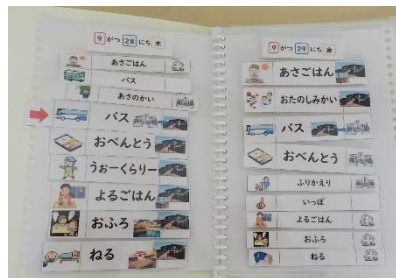 9 がつ 28 にち 木
あさごはん
バス
あさのかい
バス
おべんとう
うぉーくらりー
よるごはん
おふろ
ねる
9 がつ 29 にち 金
あさごはん
おたのしみかい
バス
おべんとう
ふりかえり
いっぽ
よるごはん
おふろ
ねる